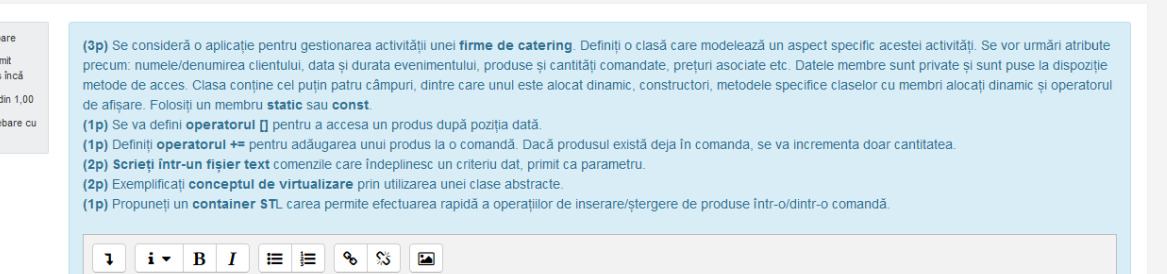 are
mit
s încă
din 1,00
ebare cu
(3p) Se consideră o aplicație pentru gestionarea activității unei firme de catering. Definiți o clasă care modelează un aspect specific acestei activități. Se vor urmări atribute
precum: numele/denumirea clientului, data și durata evenimentului, produse și cantități comandate, prețuri asociate etc. Datele membre sunt private și sunt puse la dispoziție
metode de acces. Clasa conține cel puțin patru câmpuri, dintre care unul este alocat dinamic, constructori, metodele specifice claselor cu membri alocați dinamic și operatorul
de afișare. Folosiți un membru static sau const.
(1p) Se va defini operatorul [] pentru a accesa un produs după poziția dată.
(1p) Definiți operatorul += pentru adăugarea unui produs la o comandă. Dacă produsul există deja în comanda, se va incrementa doar cantitatea.
(2p) Scrieți într-un fișier text comenzile care îndeplinesc un criteriu dat, primit ca parametru.
(2p) Exemplificați conceptul de virtualizare prin utilizarea unei clase abstracte.
(1p) Propuneți un container STL carea permite efectuarea rapidă a operațiilor de inserare/ștergere de produse într-o/dintr-o comandă.
i B I